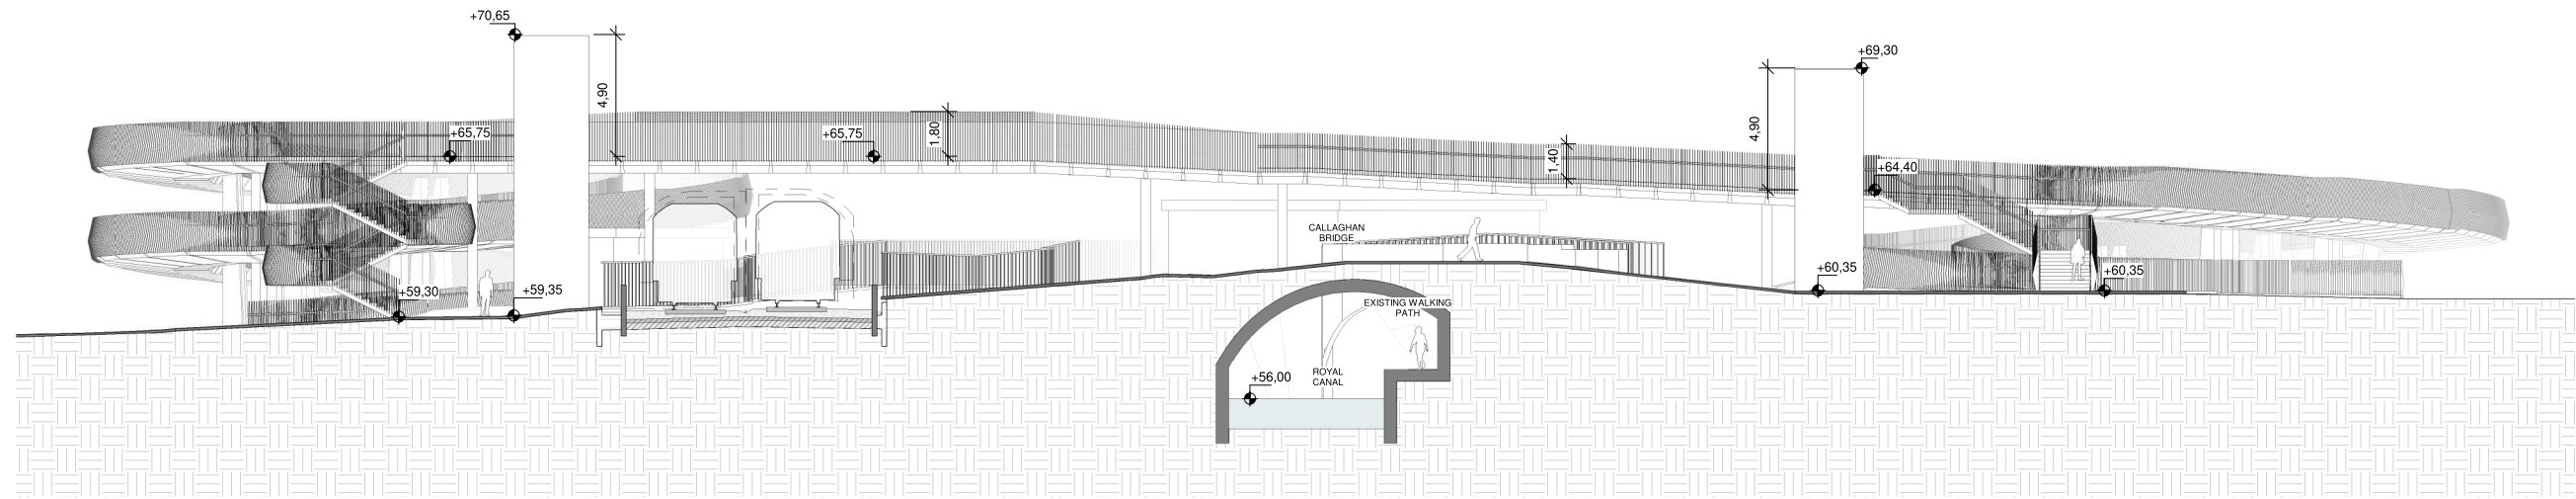 +70,65
+69,30
4,90
4,90
+65,75
+65,75
1,80
1,40
+64,40
CALLAGHAN
BRIDGE
+60,35
+60,35
+59,30
+59,35
EXISTING WALKING
PATH
ROYAL
CANAL
+56,00